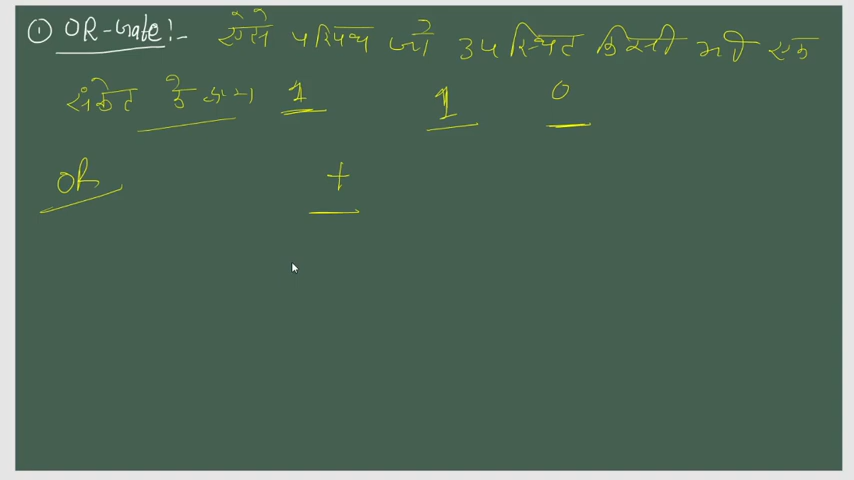 ① OR-Gate:- ऐसे परिपथ जो उपस्थित किसी भी एक
संकेत के 1 1 0
OR +